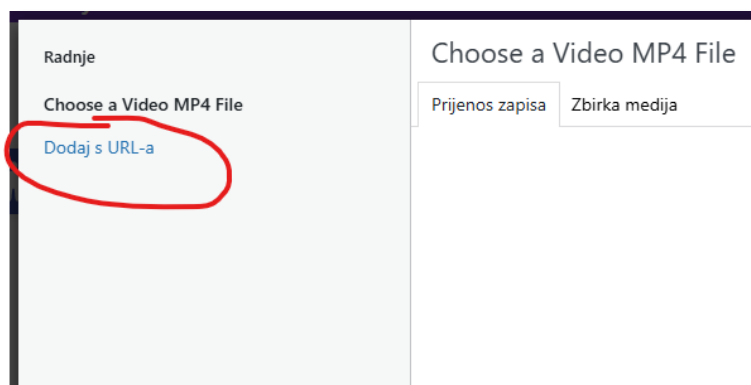 Radnje
Choose a Video MP4 File
Dodaj s URL-a
Choose a Video MP4 File
Prijenos zapisa
Zbirka medija